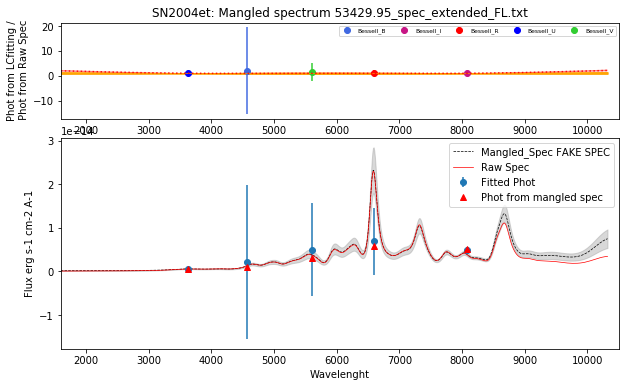 SN2004et: Mangled spectrum 53429.95_spec_extended_FL.txt
Phot from LCfitting /
Phot from Raw Spec
20
10
0
−10
Bessell_B
Bessell_I
Bessell_R
Bessell_U
Bessell_V
2000 3000 4000 5000 6000 7000 8000 9000 10000
1e−14
Flux erg s-1 cm-2 A-1
3
2
1
0
−1
Mangled_Spec FAKE SPEC
Raw Spec
Fitted Phot
Phot from mangled spec
2000 3000 4000 5000 6000 7000 8000 9000 10000
Wavelenght